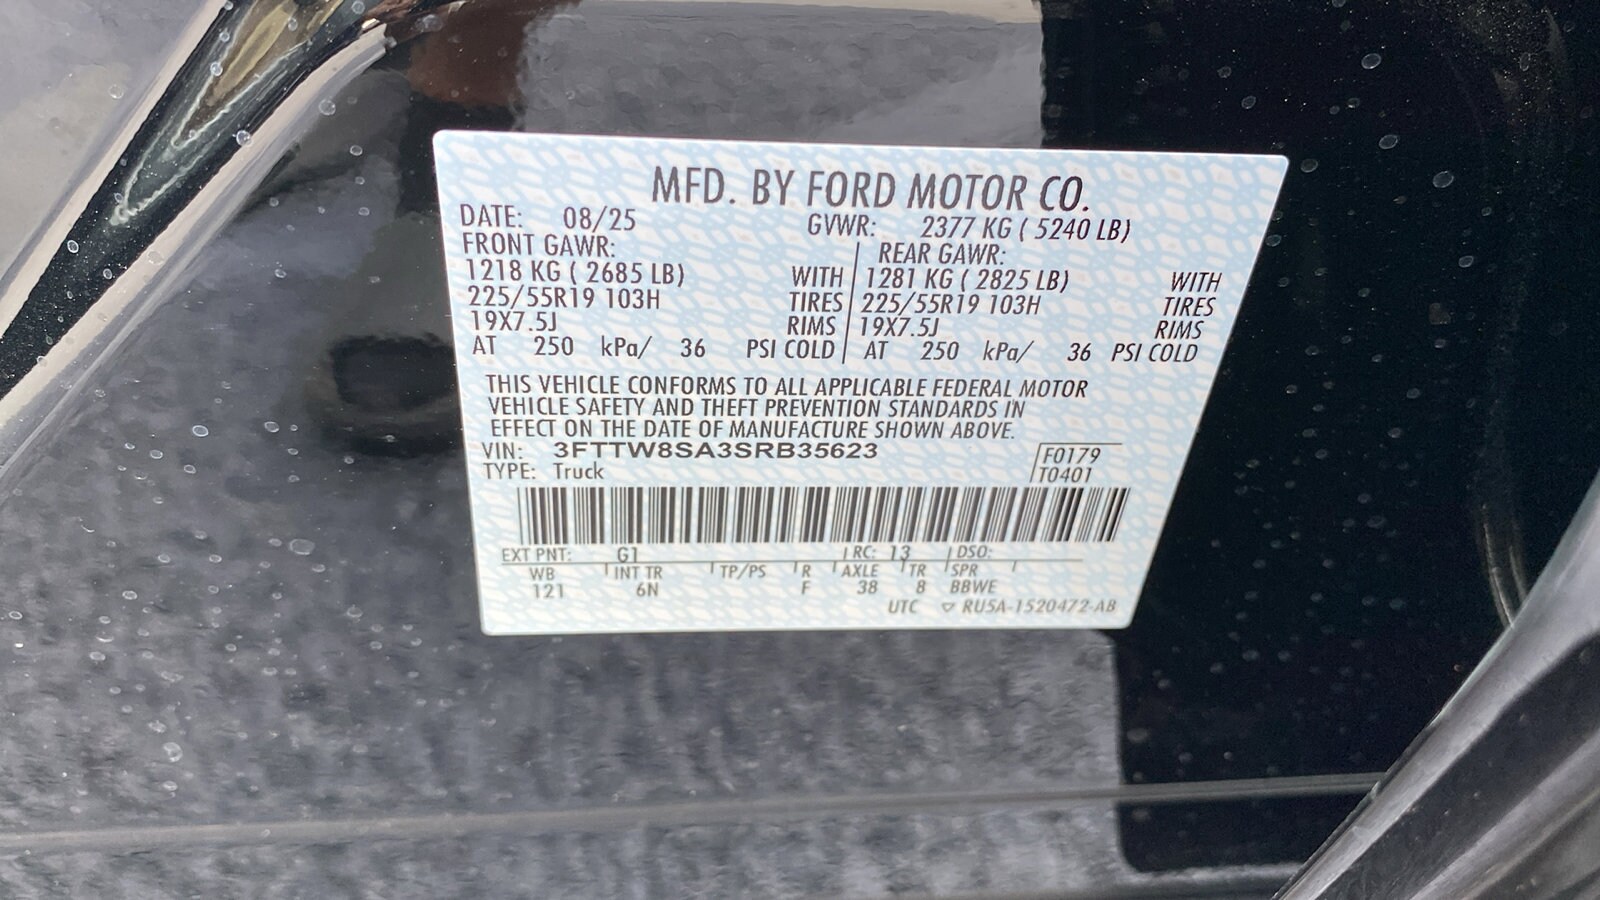 MFD. BY FORD MOTOR CO.
DATE: 08/25 GVWR: 2377 KG ( 5240 LB)
FRONT GAWR: REAR GAWR:
1218 KG ( 2685 LB) WITH 1281 KG ( 2825 LB) WITH
225/55R19 103H TIRES 225/55R19 103H TIRES
19X7.5J RIMS 19X7.5J RIMS
AT 250 kPa/ 36 PSI COLD AT 250 kPa/ 36 PSI COLD
THIS VEHICLE CONFORMS TO ALL APPLICABLE FEDERAL MOTOR
VEHICLE SAFETY AND THEFT PREVENTION STANDARDS IN
EFFECT ON THE DATE OF MANUFACTURE SHOWN ABOVE.
VIN: 3FTTW8SA3SRB35623 F0179
TYPE: Truck T0401
EXT PNT: G1 RC: 13 DSO:
WB INT TR TP/PS R AXLE TR SPR
121 6N F 38 8 BBWE
UTC ▽ RU5A-1520472-AB